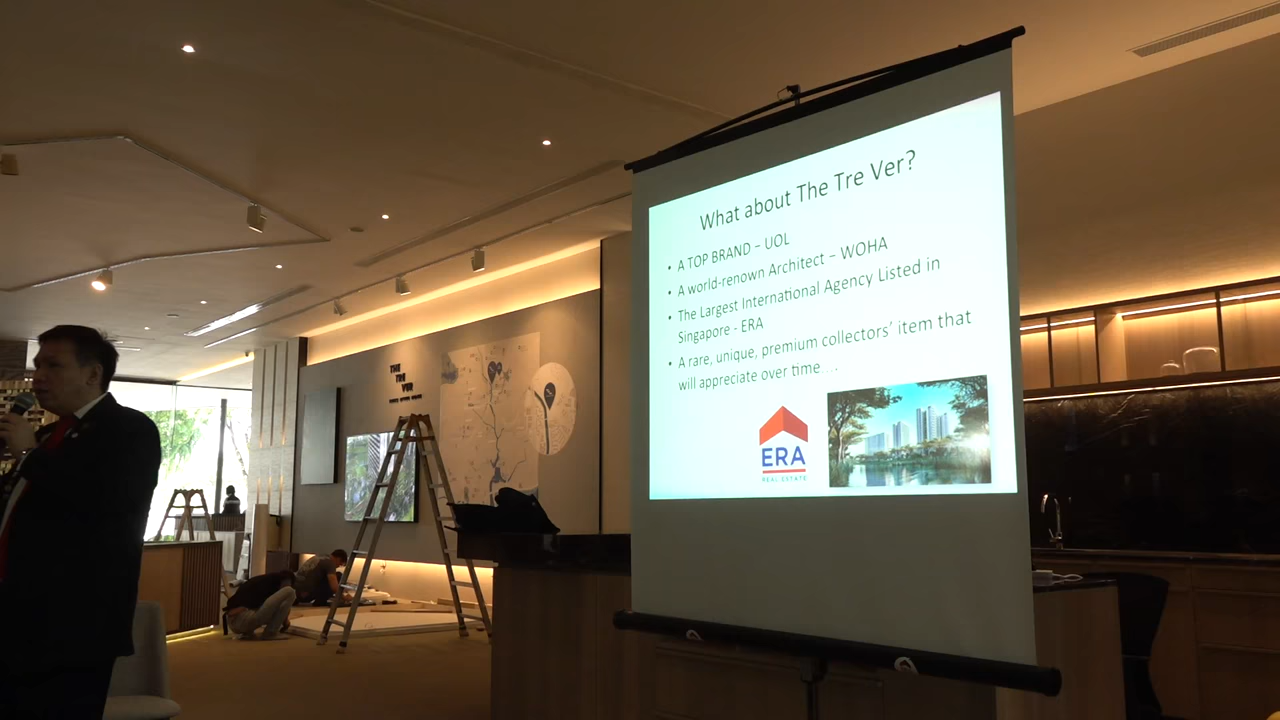 What about The Tre Ver?
• A TOP BRAND – UOL
• A world-renown Architect – WOHA
• The Largest International Agency Listed in
Singapore - ERA
• A rare, unique, premium collectors' item that
will appreciate over time....
ERA
REAL ESTATE
THE
TRE
VER